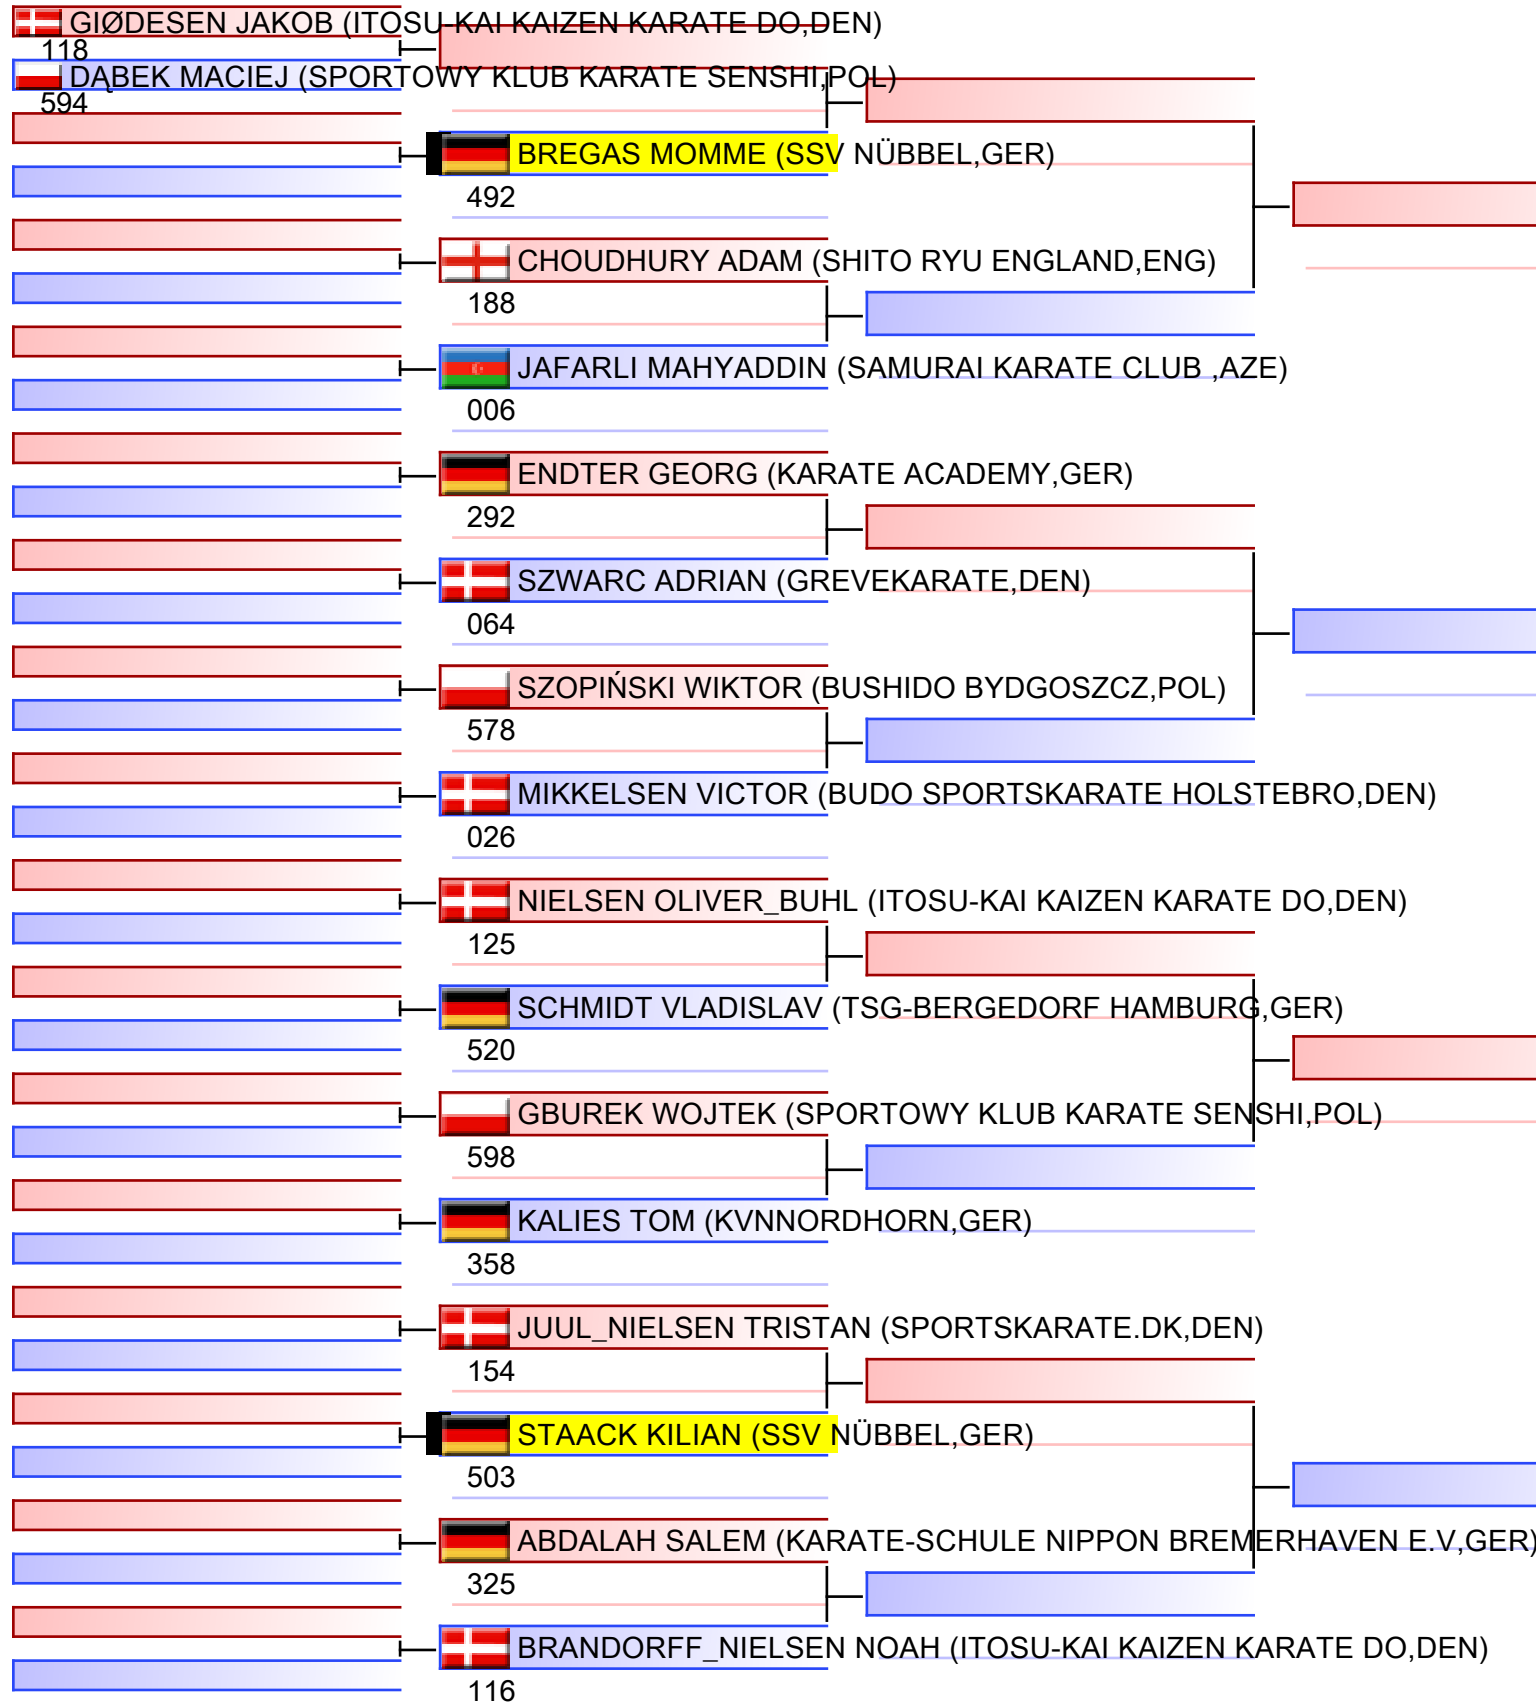 GIØDESEN JAKOB (ITOSU-KAI KAIZEN KARATE DO,DEN)
118
DĄBEK MACIEJ (SPORTOWY KLUB KARATE SENSHI,POL)
594
BREGAS MOMME (SSV NÜBBEL,GER)
492
CHOUDHURY ADAM (SHITO RYU ENGLAND,ENG)
188
JAFARLI MAHYADDIN (SAMURAI KARATE CLUB ,AZE)
006
ENDTER GEORG (KARATE ACADEMY,GER)
292
SZWARC ADRIAN (GREVEKARATE,DEN)
064
SZOPIŃSKI WIKTOR (BUSHIDO BYDGOSZCZ,POL)
578
MIKKELSEN VICTOR (BUDO SPORTSKARATE HOLSTEBRO,DEN)
026
NIELSEN OLIVER_BUHL (ITOSU-KAI KAIZEN KARATE DO,DEN)
125
SCHMIDT VLADISLAV (TSG-BERGEDORF HAMBURG,GER)
520
GBUREK WOJTEK (SPORTOWY KLUB KARATE SENSHI,POL)
598
KALIES TOM (KVNNORDHORN,GER)
358
JUUL_NIELSEN TRISTAN (SPORTSKARATE.DK,DEN)
154
STAACK KILIAN (SSV NÜBBEL,GER)
503
ABDALAH SALEM (KARATE-SCHULE NIPPON BREMERHAVEN E.V,GER)
325
BRANDORFF_NIELSEN NOAH (ITOSU-KAI KAIZEN KARATE DO,DEN)
116